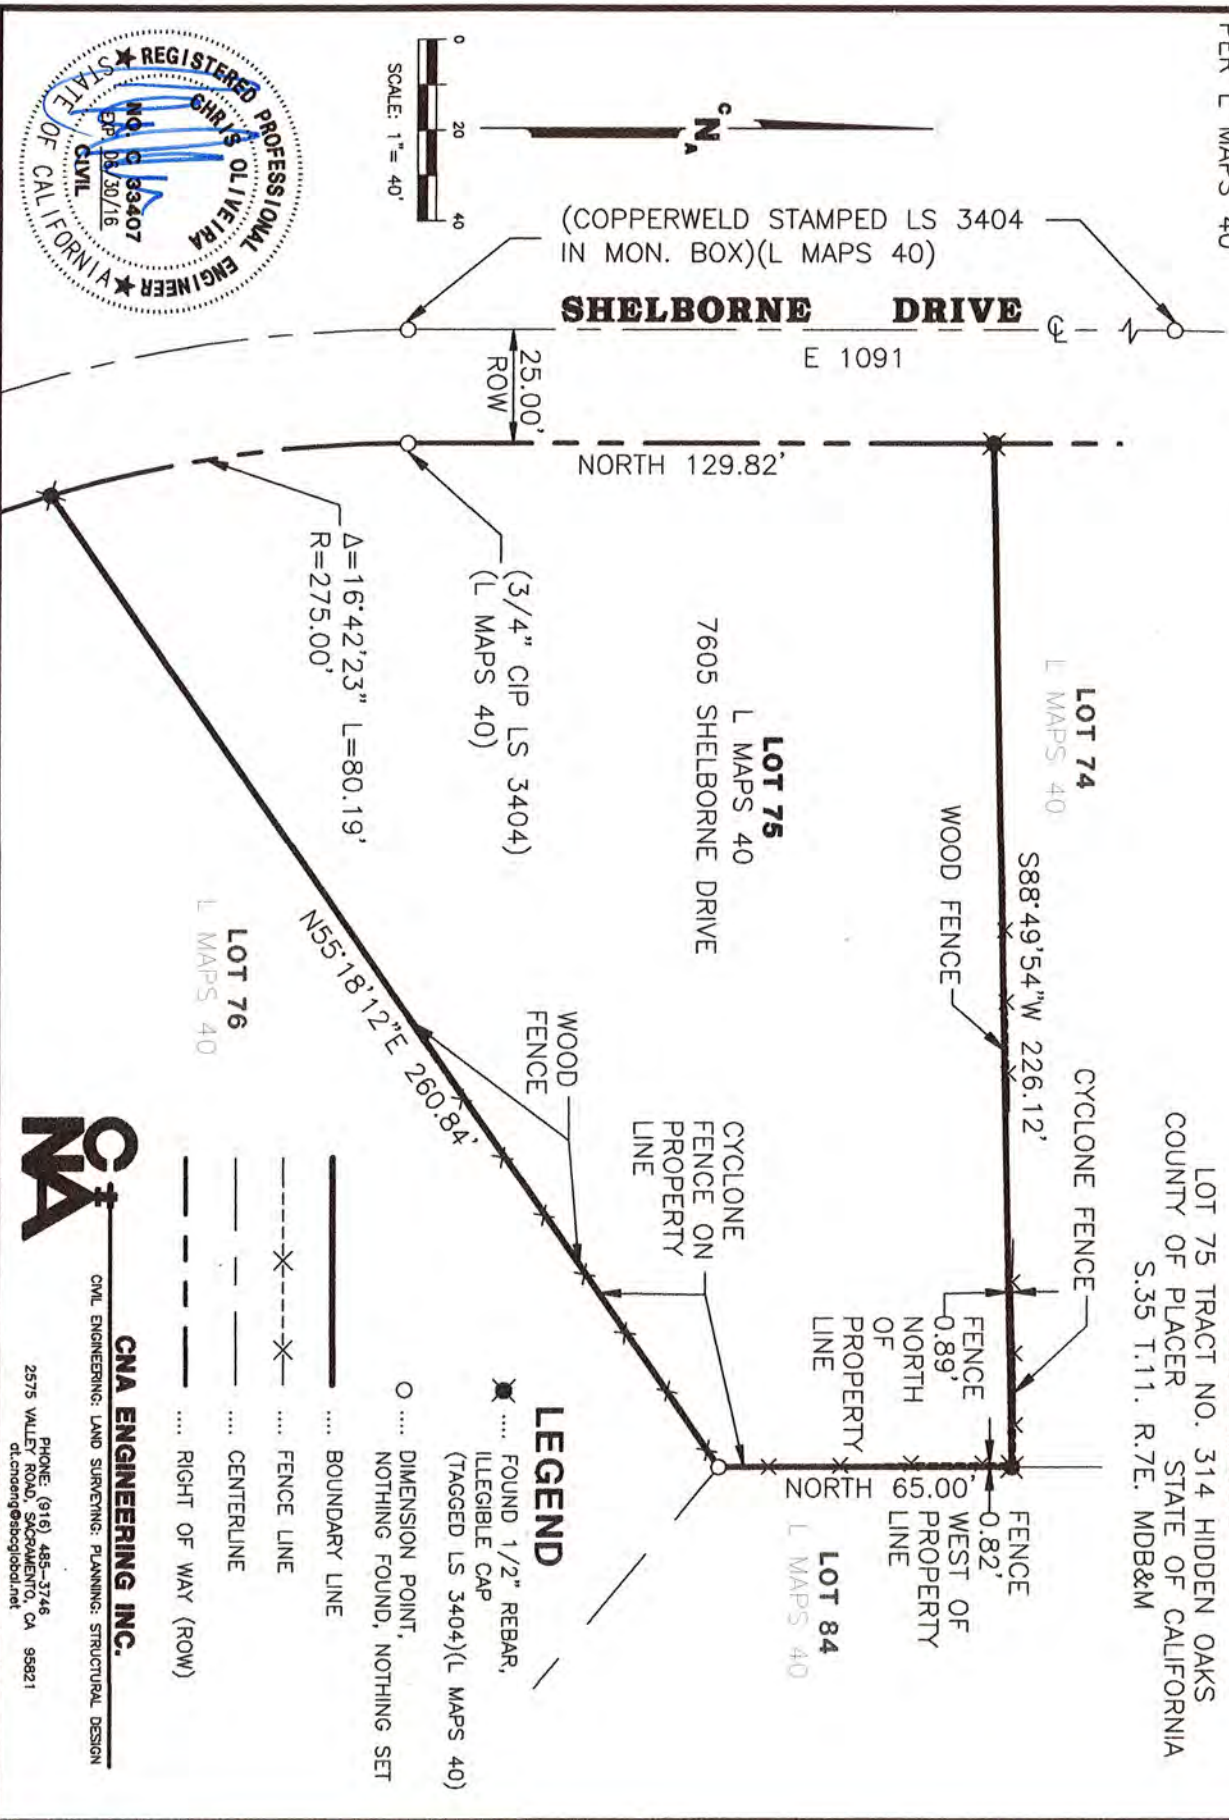 PER L MAPS 40
LOT 75 TRACT NO. 314 HIDDEN OAKS
COUNTY OF PLACER STATE OF CALIFORNIA
S.35 T.11. R.7E. MDB&M
0 20 40
SCALE: 1"= 40'
C N A
(COPPERWELD STAMPED LS 3404
IN MON. BOX)(L MAPS 40)
SHELBORNE DRIVE
E 1091
25.00'
ROW
NORTH 129.82'
LOT 74
L MAPS 40
S88°49'54"W 226.12'
WOOD FENCE
CYCLONE FENCE
FENCE
0.89'
NORTH
OF
PROPERTY
LINE
FENCE
0.82'
WEST OF
PROPERTY
LINE
NORTH 65.00'
LOT 84
L MAPS 40
LOT 75
L MAPS 40
7605 SHELBORNE DRIVE
(3/4" CIP LS 3404)
(L MAPS 40)
Δ=16°42'23" L=80.19'
R=275.00'
CYCLONE
FENCE ON
PROPERTY
LINE
WOOD
FENCE
N55°18'12"E 260.84'
LOT 76
L MAPS 40
LEGEND
.... FOUND 1/2" REBAR,
ILLEGIBLE CAP
(TAGGED LS 3404)(L MAPS 40)
.... DIMENSION POINT,
NOTHING FOUND, NOTHING SET
.... BOUNDARY LINE
.... FENCE LINE
.... CENTERLINE
.... RIGHT OF WAY (ROW)
REGISTERED PROFESSIONAL ENGINEER
CHRIS OLIVEIRA
NO. C 33407
EXP. 06/30/16
CIVIL
STATE OF CALIFORNIA
CNA
CNA ENGINEERING INC.
CIVIL ENGINEERING: LAND SURVEYING: PLANNING: STRUCTURAL DESIGN
PHONE: (916) 485-3746
2575 VALLEY ROAD, SACRAMENTO, CA 95821
at.cnaeng@sbcglobal.net